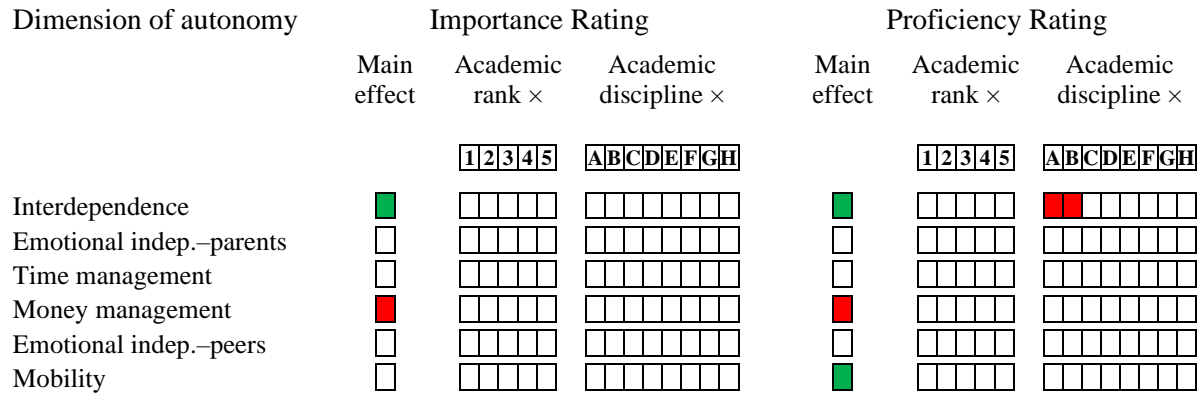 Dimension of autonomy Importance Rating Proficiency Rating
Main effect Academic rank × Academic discipline × Main effect Academic rank × Academic discipline ×
1 2 3 4 5 A B C D E F G H 1 2 3 4 5 A B C D E F G H
Interdependence
Emotional indep.–parents
Time management
Money management
Emotional indep.–peers
Mobility